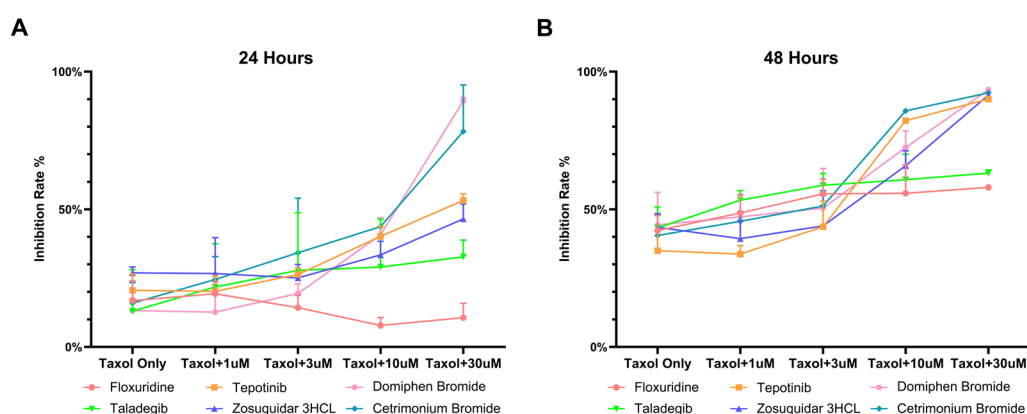 A
24 Hours
100%
50%
0%
Inhibition Rate %
Taxol Only Taxol+1uM Taxol+3uM Taxol+10uM Taxol+30uM
Floxuridine Tepotinib Domiphen Bromide
Taladegib Zosuquidar 3HCL Cetrimonium Bromide
B
48 Hours
100%
50%
0%
Inhibition Rate %
Taxol Only Taxol+1uM Taxol+3uM Taxol+10uM Taxol+30uM
Floxuridine Tepotinib Domiphen Bromide
Taladegib Zosuquidar 3HCL Cetrimonium Bromide